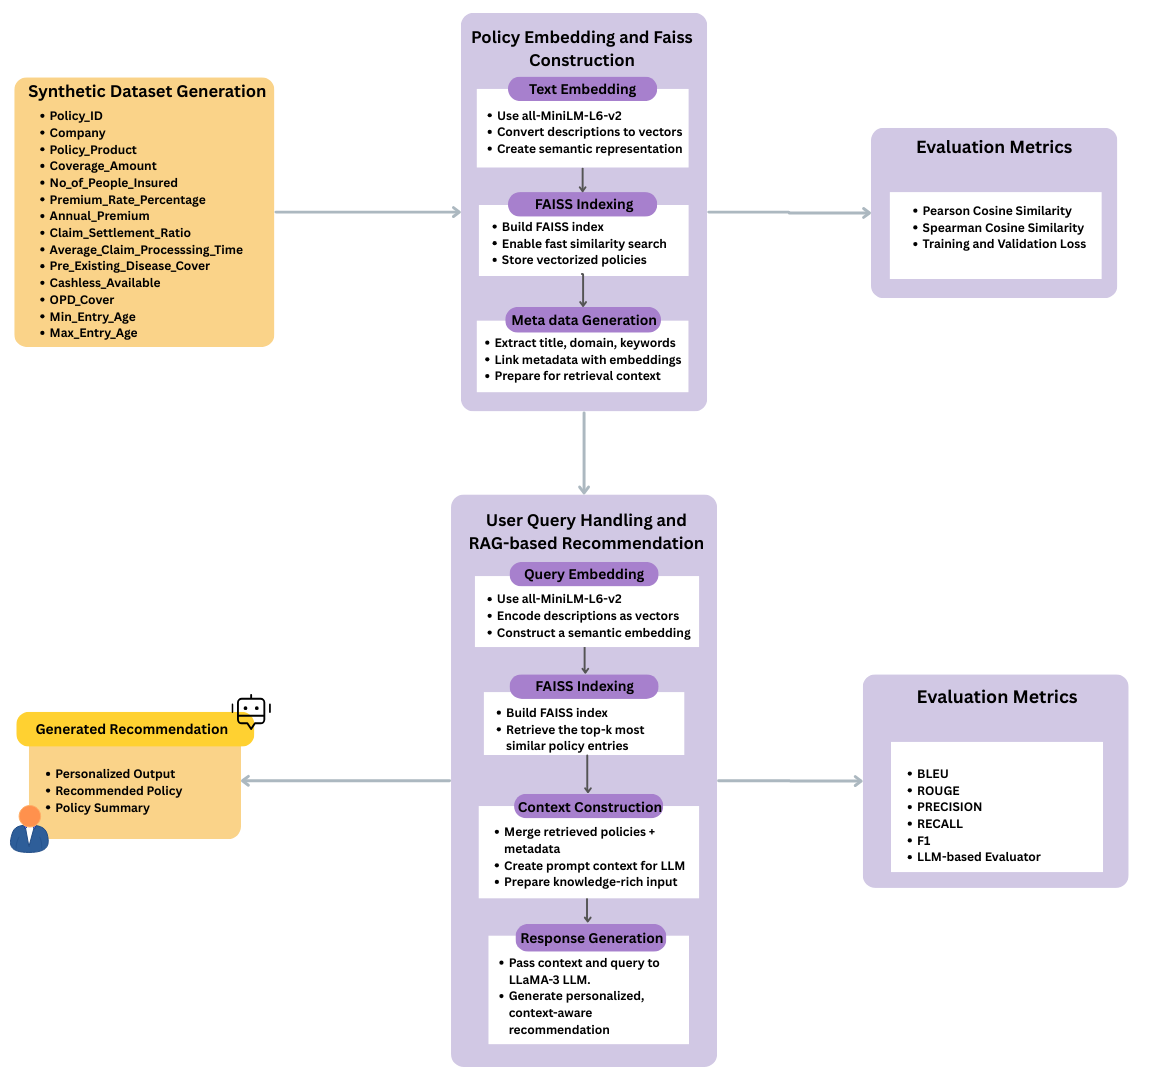 Synthetic Dataset Generation
• Policy_ID
• Company
• Policy_Product
• Coverage_Amount
• No_of_People_Insured
• Premium_Rate_Percentage
• Annual_Premium
• Claim_Settlement_Ratio
• Average_Claim_Processsing_Time
• Pre_Existing_Disease_Cover
• Cashless_Available
• OPD_Cover
• Min_Entry_Age
• Max_Entry_Age
Policy Embedding and Faiss
Construction
Text Embedding
• Use all-MiniLM-L6-v2
• Convert descriptions to vectors
• Create semantic representation
FAISS Indexing
• Build FAISS index
• Enable fast similarity search
• Store vectorized policies
Meta data Generation
• Extract title, domain, keywords
• Link metadata with embeddings
• Prepare for retrieval context
Evaluation Metrics
• Pearson Cosine Similarity
• Spearman Cosine Similarity
• Training and Validation Loss
User Query Handling and
RAG-based Recommendation
Query Embedding
• Use all-MiniLM-L6-v2
• Encode descriptions as vectors
• Construct a semantic embedding
FAISS Indexing
• Build FAISS index
• Retrieve the top-k most
similar policy entries
Context Construction
• Merge retrieved policies +
metadata
• Create prompt context for LLM
• Prepare knowledge-rich input
Response Generation
• Pass context and query to
LLaMA-3 LLM.
• Generate personalized,
context-aware
recommendation
Generated Recommendation
• Personalized Output
• Recommended Policy
• Policy Summary
Evaluation Metrics
• BLEU
• ROUGE
• PRECISION
• RECALL
• F1
• LLM-based Evaluator